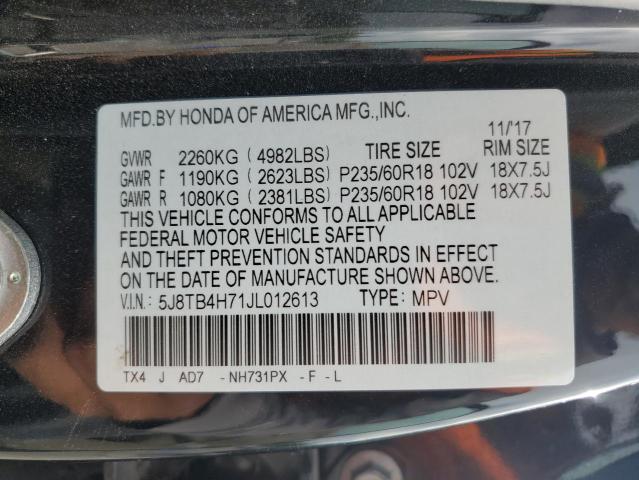 MFD.BY HONDA OF AMERICA MFG.,INC.
11/'17
GVWR 2260KG (4982LBS) TIRE SIZE RIM SIZE
GAWR F 1190KG (2623LBS) P235/60R18 102V 18X7.5J
GAWR R 1080KG (2381LBS) P235/60R18 102V 18X7.5J
THIS VEHICLE CONFORMS TO ALL APPLICABLE
FEDERAL MOTOR VEHICLE SAFETY
AND THEFT PREVENTION STANDARDS IN EFFECT
ON THE DATE OF MANUFACTURE SHOWN ABOVE.
V.I.N.: 5J8TB4H71JL012613 TYPE: MPV
TX4 J AD7 -NH731PX -F -L